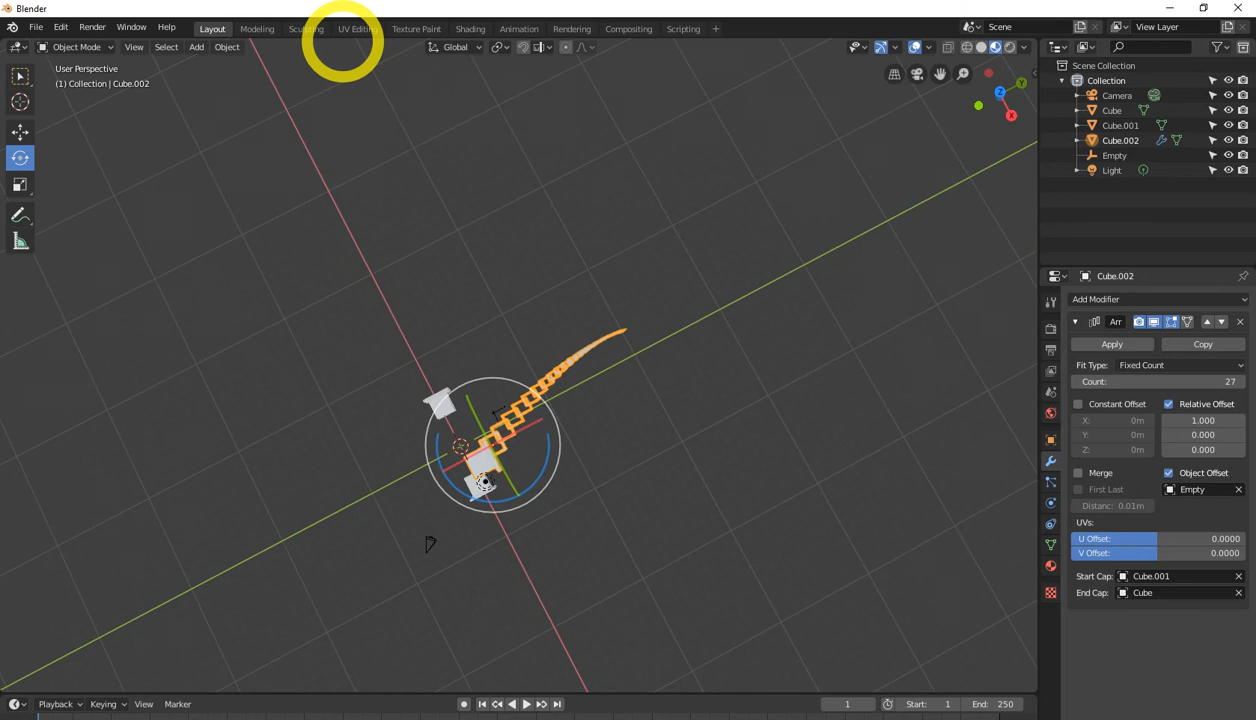 Blender
File Edit Render Window Help Layout Modeling Sculpting UV Editing Texture Paint Shading Animation Rendering Compositing Scripting + Scene View Layer
Object Mode View Select Add Object Global
User Perspective
(1) Collection | Cube.002
Z Y X
Scene Collection
Collection
Camera
Cube
Cube.001
Cube.002
Empty
Light
Cube.002
Add Modifier
Arr
Apply Copy
Fit Type: Fixed Count
Count: 27
Constant Offset Relative Offset
X: 0m 1.000
Y: 0m 0.000
Z: 0m 0.000
Merge Object Offset
First Last Empty
Distanc: 0.01m
UVs:
U Offset: 0.0000
V Offset: 0.0000
Start Cap: Cube.001
End Cap: Cube
Playback Keying View Marker 1 Start: 1 End: 250